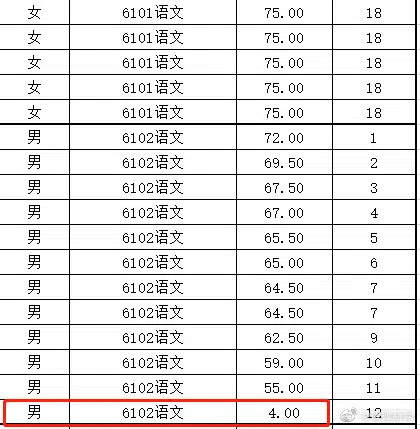 女 6101语文 75.00 18
女 6101语文 75.00 18
女 6101语文 75.00 18
女 6101语文 75.00 18
女 6101语文 75.00 18
男 6102语文 72.00 1
男 6102语文 69.50 2
男 6102语文 67.50 3
男 6102语文 67.00 4
男 6102语文 65.50 5
男 6102语文 65.00 6
男 6102语文 64.50 7
男 6102语文 64.50 7
男 6102语文 62.50 9
男 6102语文 59.00 10
男 6102语文 55.00 11
男 6102语文 4.00 12